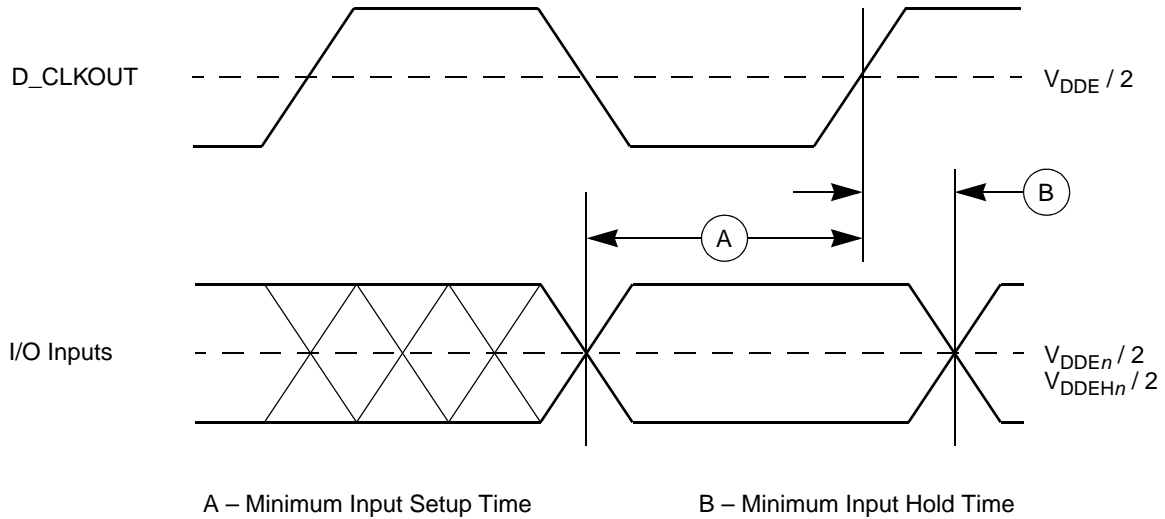 D_CLKOUT
VDDE / 2
B
A
I/O Inputs
VDDEn / 2
VDDEHn / 2
A – Minimum Input Setup Time
B – Minimum Input Hold Time